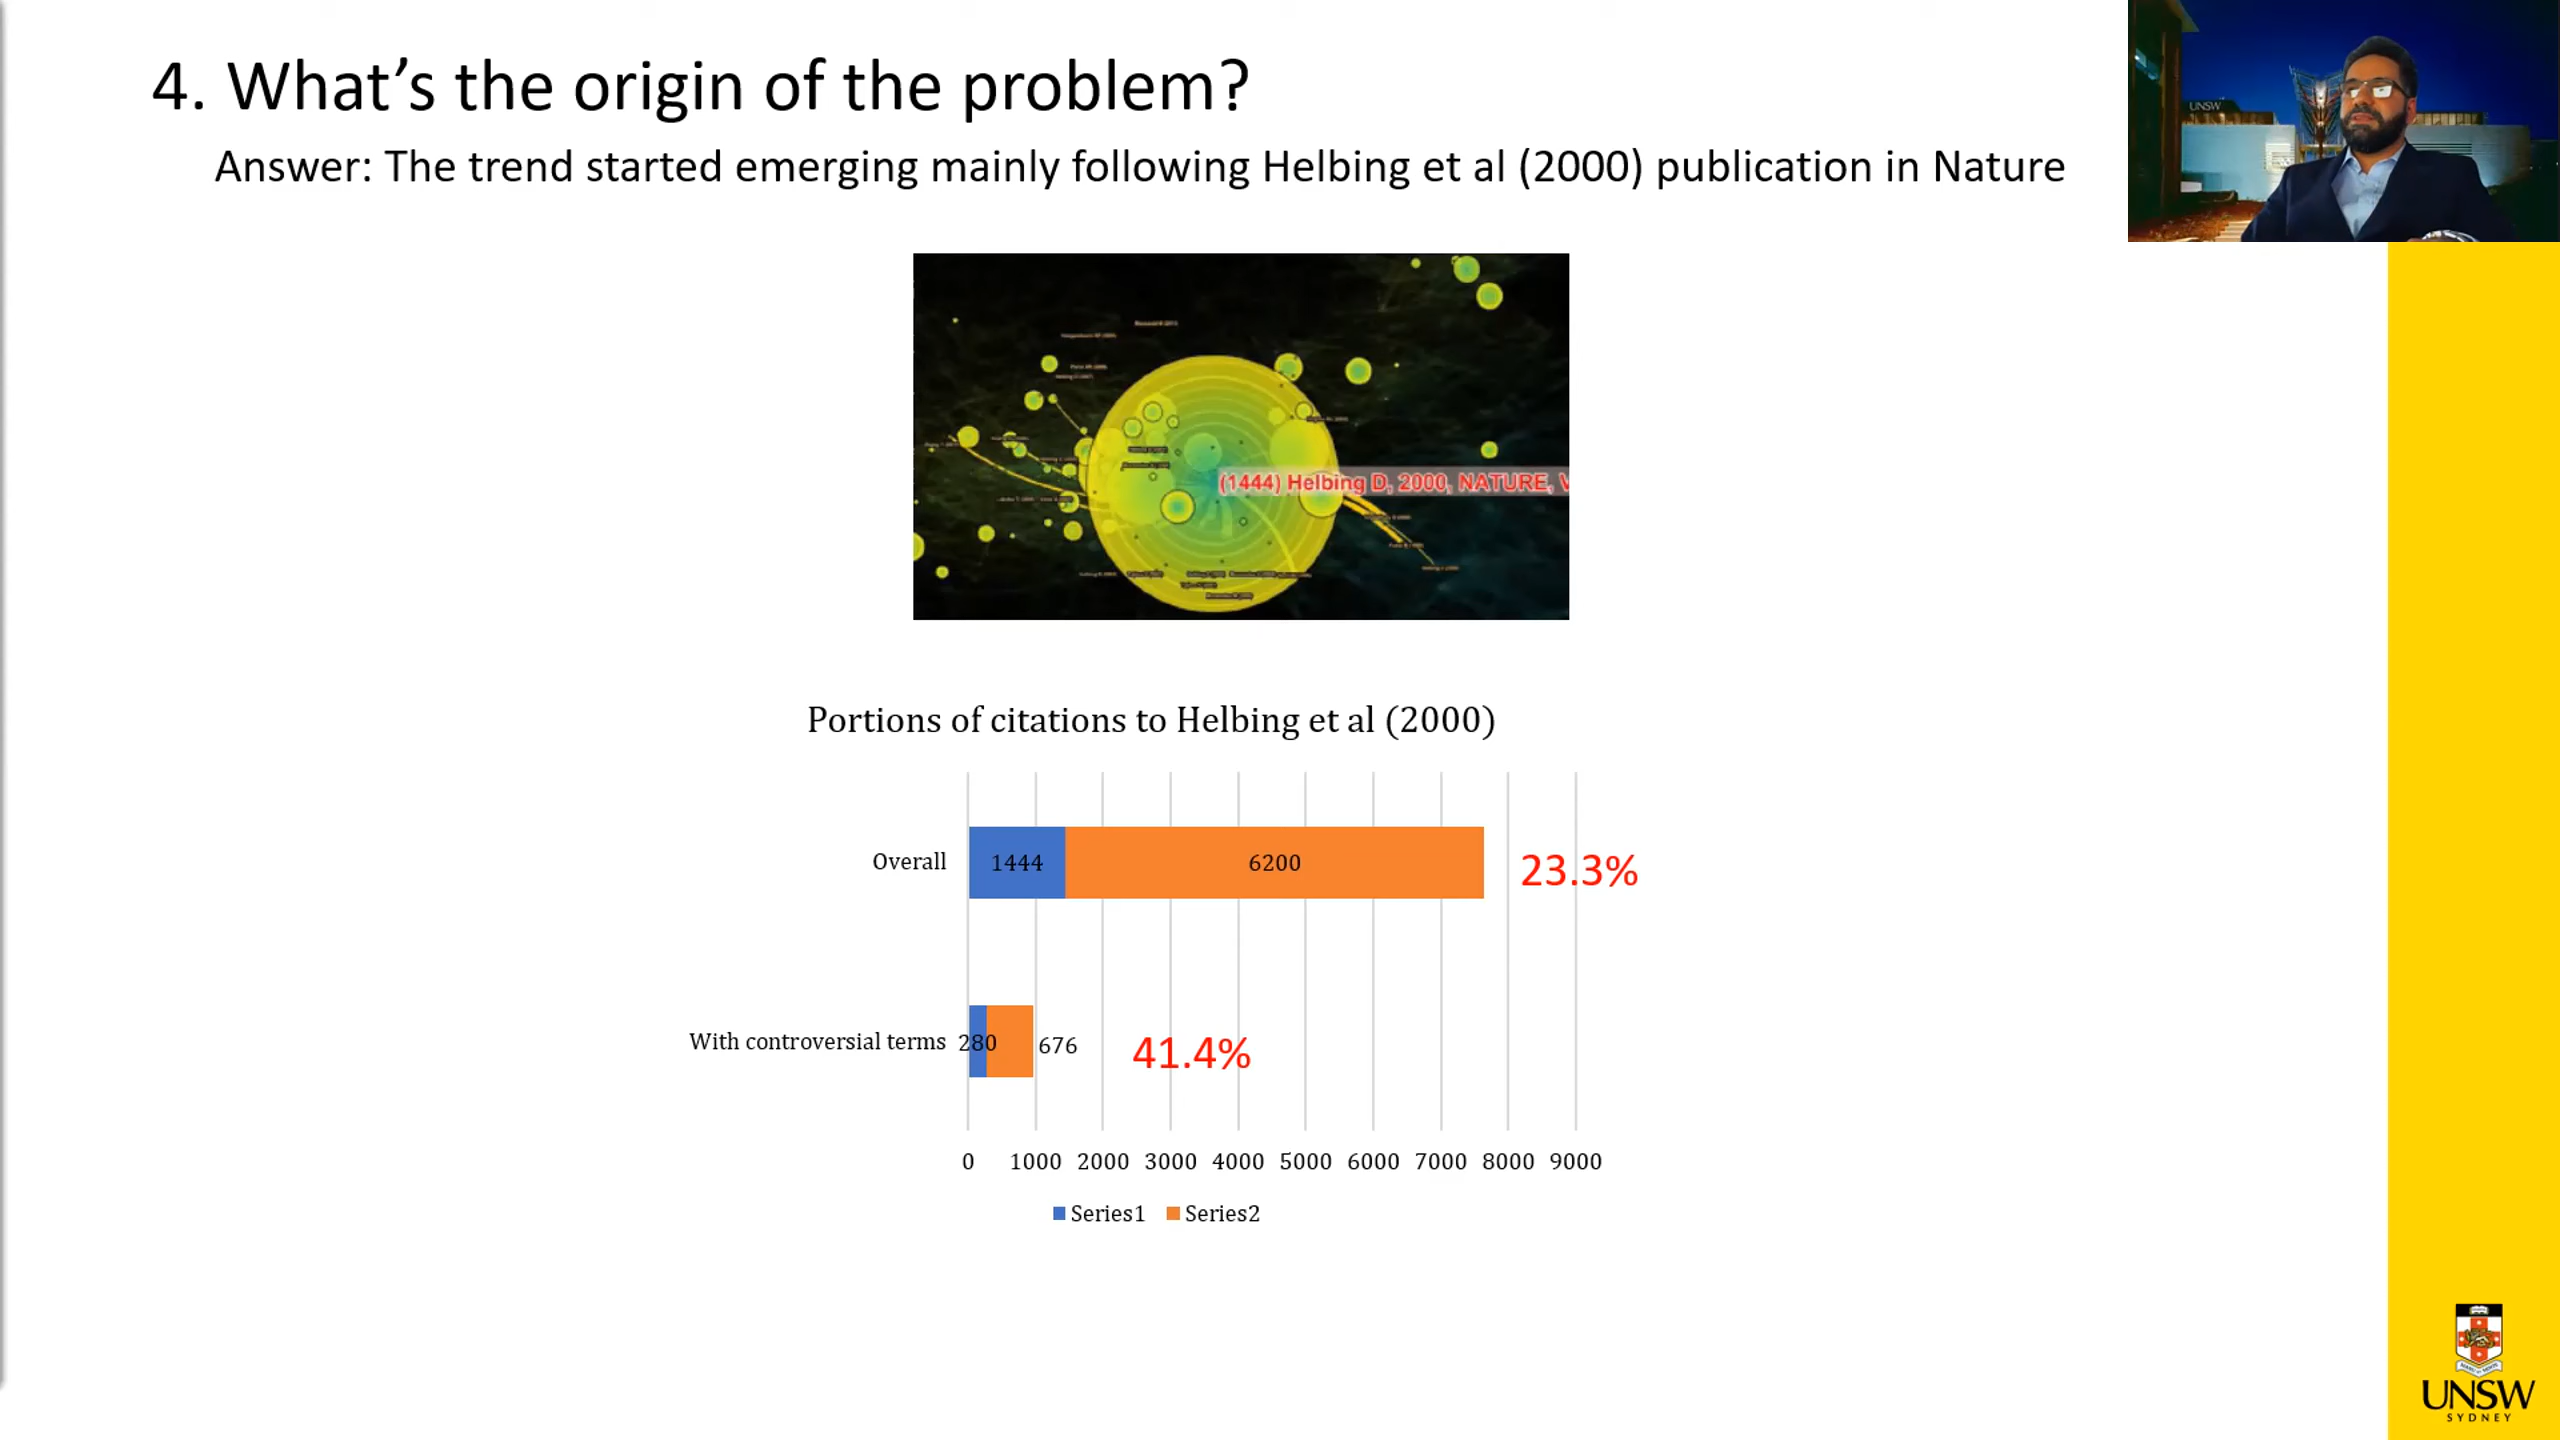 4. What’s the origin of the problem?
Answer: The trend started emerging mainly following Helbing et al (2000) publication in Nature
UNSW
(1444) Helbing D, 2000, NATURE, V
Portions of citations to Helbing et al (2000)
Overall 1444 6200 23.3%
With controversial terms 280 676 41.4%
0 1000 2000 3000 4000 5000 6000 7000 8000 9000
Series1 Series2
UNSW
SYDNEY